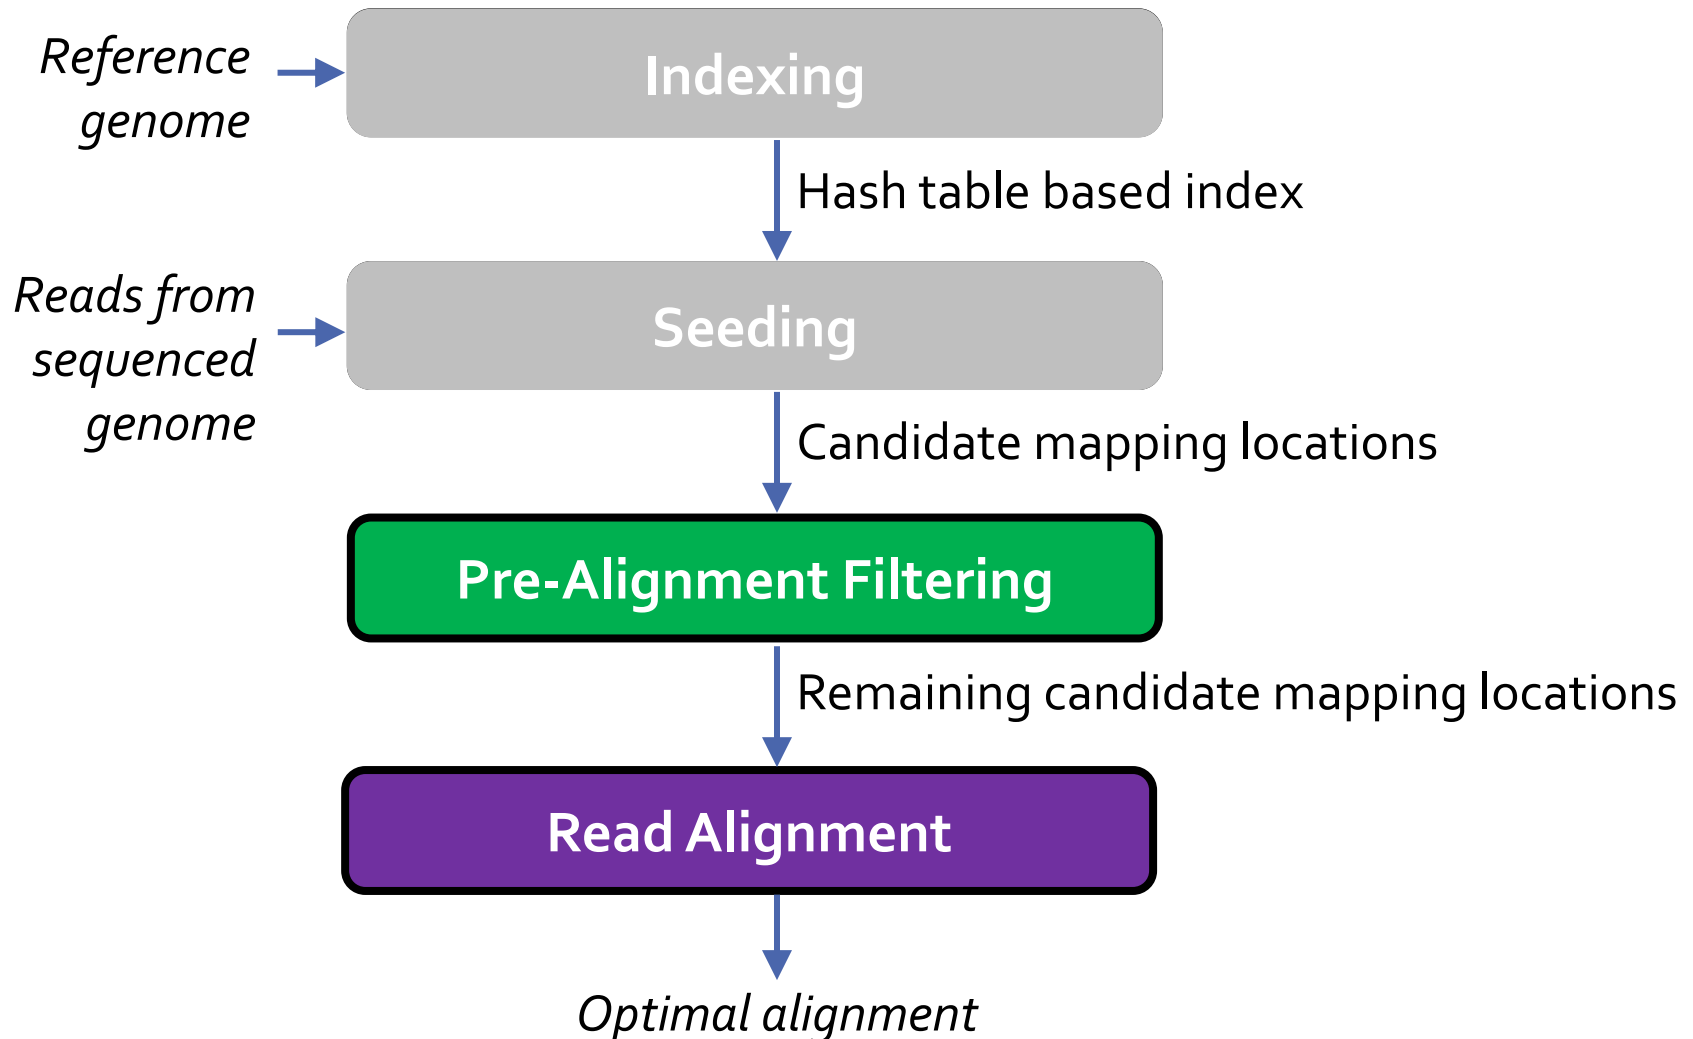 Reference
genome
Indexing
Hash table based index
Reads from
sequenced
genome
Seeding
Candidate mapping locations
Pre-Alignment Filtering
Remaining candidate mapping locations
Read Alignment
Optimal alignment